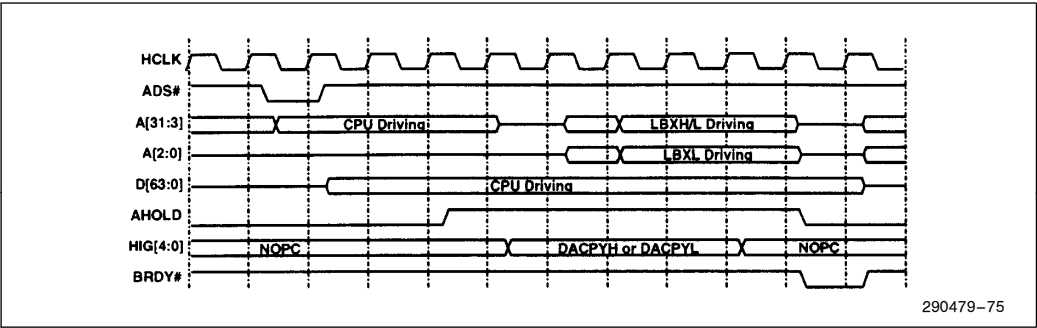 HCLK
ADS#
A[31:3] CPU Driving LBXH/L Driving
A[2:0] LBXL Driving
D[63:0] CPU Driving
AHOLD
HIG[4:0] NOPC DACPYH or DACPYL NOPC
BRDY#
290479–75